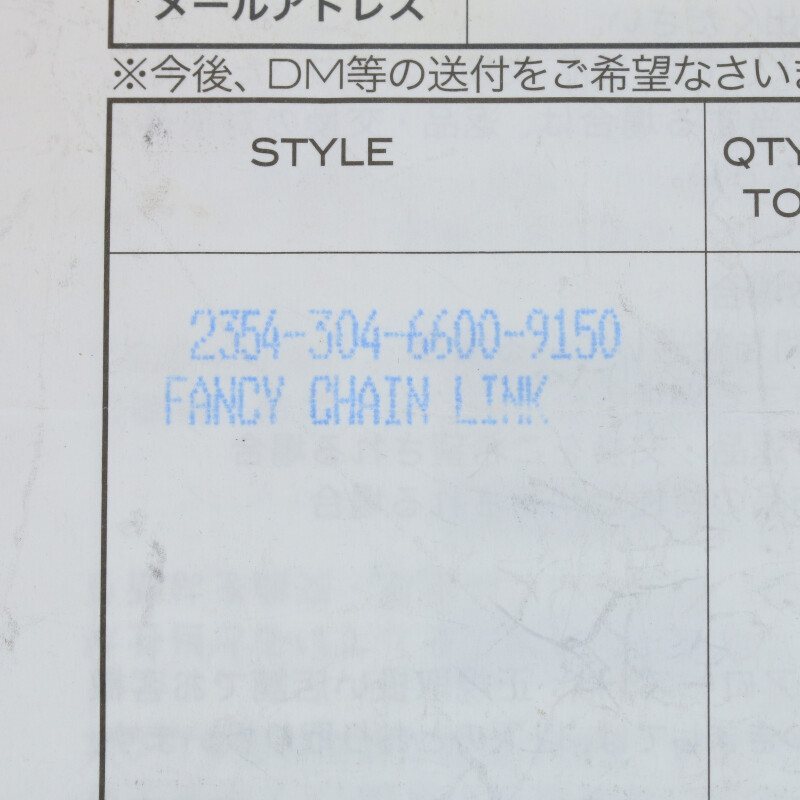 メールアドレス
※今後、DM等の送付をご希望なさいま
STYLE
QTY
TO
2354-304-6600-9150
FANCY CHAIN LINK